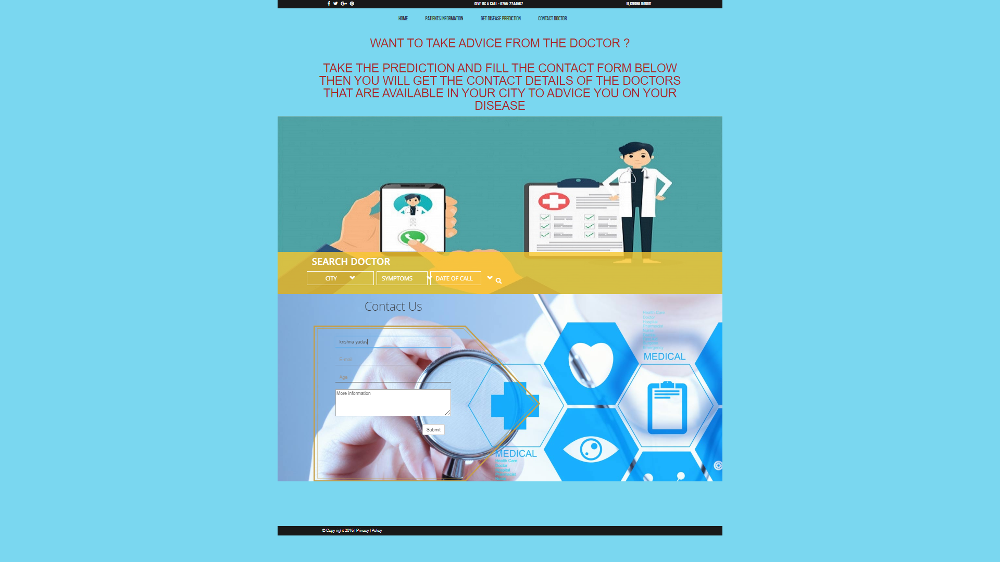 GIVE US A CALL : 0755-2744567
HI, KRISHNA. | LOGOUT
HOME PATIENTS INFORMATION GET DISEASE PREDICTION CONTACT DOCTOR
WANT TO TAKE ADVICE FROM THE DOCTOR ?
TAKE THE PREDICTION AND FILL THE CONTACT FORM BELOW
THEN YOU WILL GET THE CONTACT DETAILS OF THE DOCTORS
THAT ARE AVAILABLE IN YOUR CITY TO ADVICE YOU ON YOUR
DISEASE
SEARCH DOCTOR
CITY SYMPTOMS DATE OF CALL
Contact Us
krishna yadav
E-mail
Age
More information
Submit
Health Care
Doctor
Hospital
Pharmacist
Nurse
Emergency
MEDICAL
MEDICAL
Health Care
Doctor
Hospital
Pharmacist
Nurse
© Copy right 2016 | Privacy | Policy